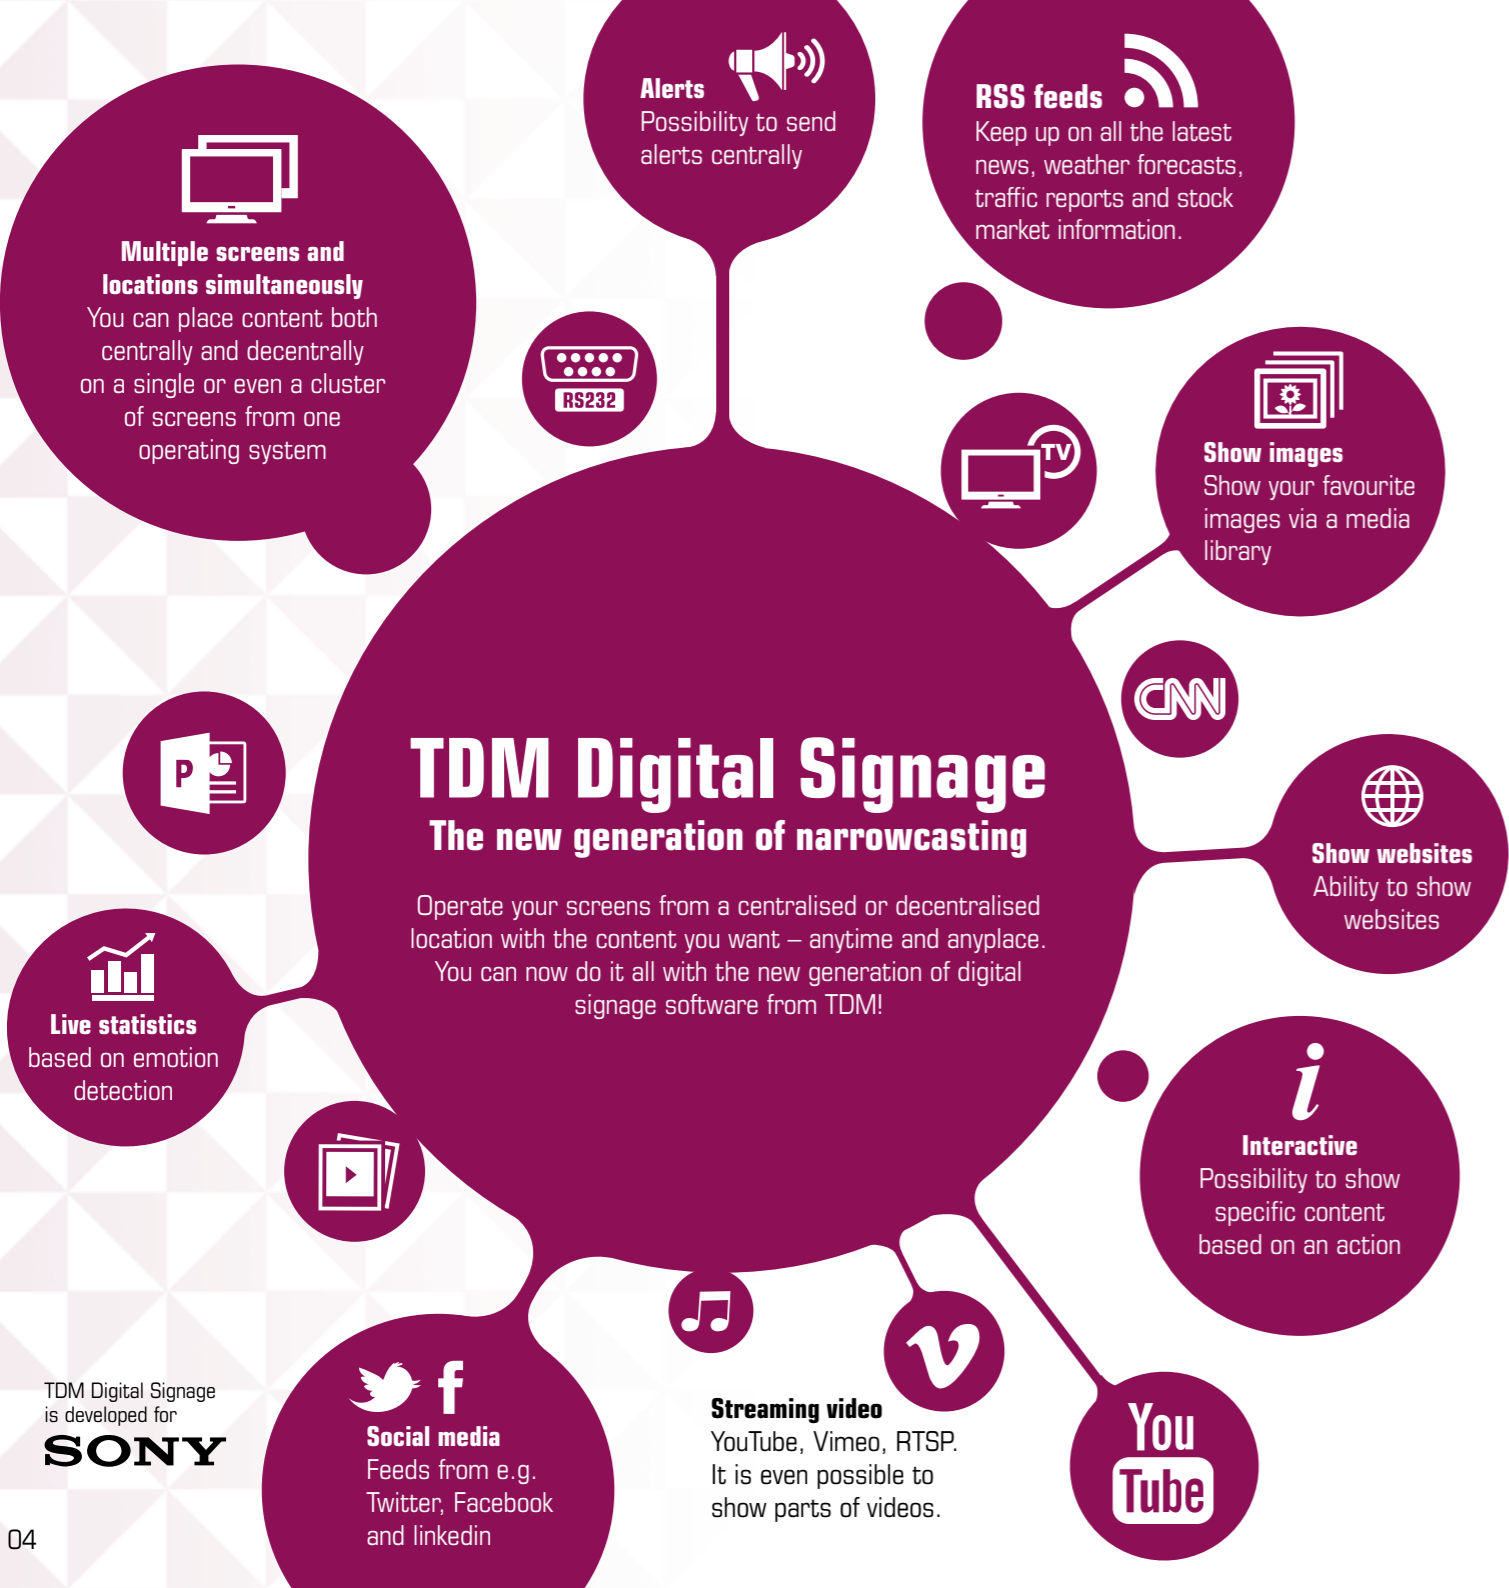 Alerts
Possibility to send
alerts centrally
RSS feeds
Keep up on all the latest
news, weather forecasts,
traffic reports and stock
market information.
Multiple screens and
locations simultaneously
You can place content both
centrally and decentrally
on a single or even a cluster
of screens from one
operating system
RS232
TV
Show images
Show your favourite
images via a media
library
CNN
P
TDM Digital Signage
The new generation of narrowcasting
Operate your screens from a centralised or decentralised
location with the content you want – anytime and anyplace.
You can now do it all with the new generation of digital
signage software from TDM!
Show websites
Ability to show
websites
Live statistics
based on emotion
detection
i
Interactive
Possibility to show
specific content
based on an action
TDM Digital Signage
is developed for
SONY
f
Social media
Feeds from e.g.
Twitter, Facebook
and linkedin
v
Streaming video
YouTube, Vimeo, RTSP.
It is even possible to
show parts of videos.
You
Tube
04